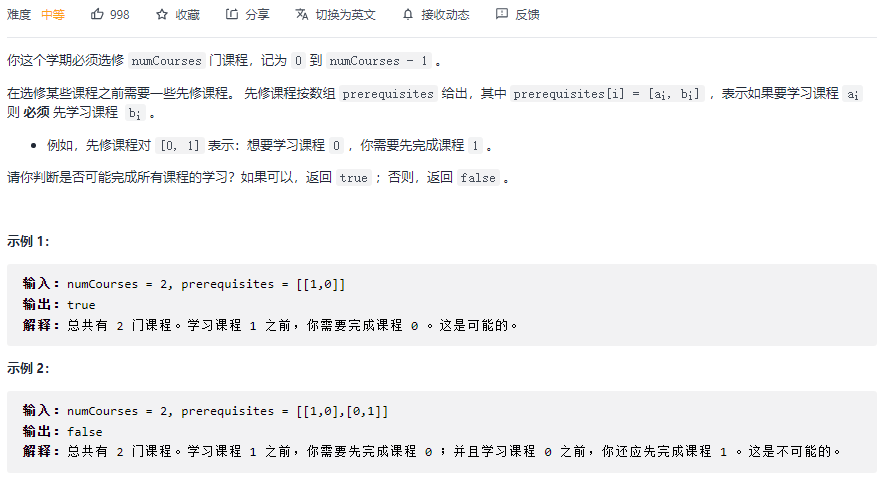 难度 中等 998 收藏 分享 切换为英文 接收动态 反馈
你这个学期必须选修 numCourses 门课程，记为 0 到 numCourses - 1 。
在选修某些课程之前需要一些先修课程。 先修课程按数组 prerequisites 给出，其中 prerequisites[i] = [ai, bi] ，表示如果要学习课程 ai
则 必须 先学习课程 bi 。
• 例如，先修课程对 [0, 1] 表示：想要学习课程 0 ，你需要先完成课程 1 。
请你判断是否可能完成所有课程的学习？如果可以，返回 true ；否则，返回 false 。
示例 1：
输入：numCourses = 2, prerequisites = [[1,0]]
输出：true
解释：总共有 2 门课程。学习课程 1 之前，你需要完成课程 0 。这是可能的。
示例 2：
输入：numCourses = 2, prerequisites = [[1,0],[0,1]]
输出：false
解释：总共有 2 门课程。学习课程 1 之前，你需要先完成课程 0 ；并且学习课程 0 之前，你还应先完成课程 1 。这是不可能的。